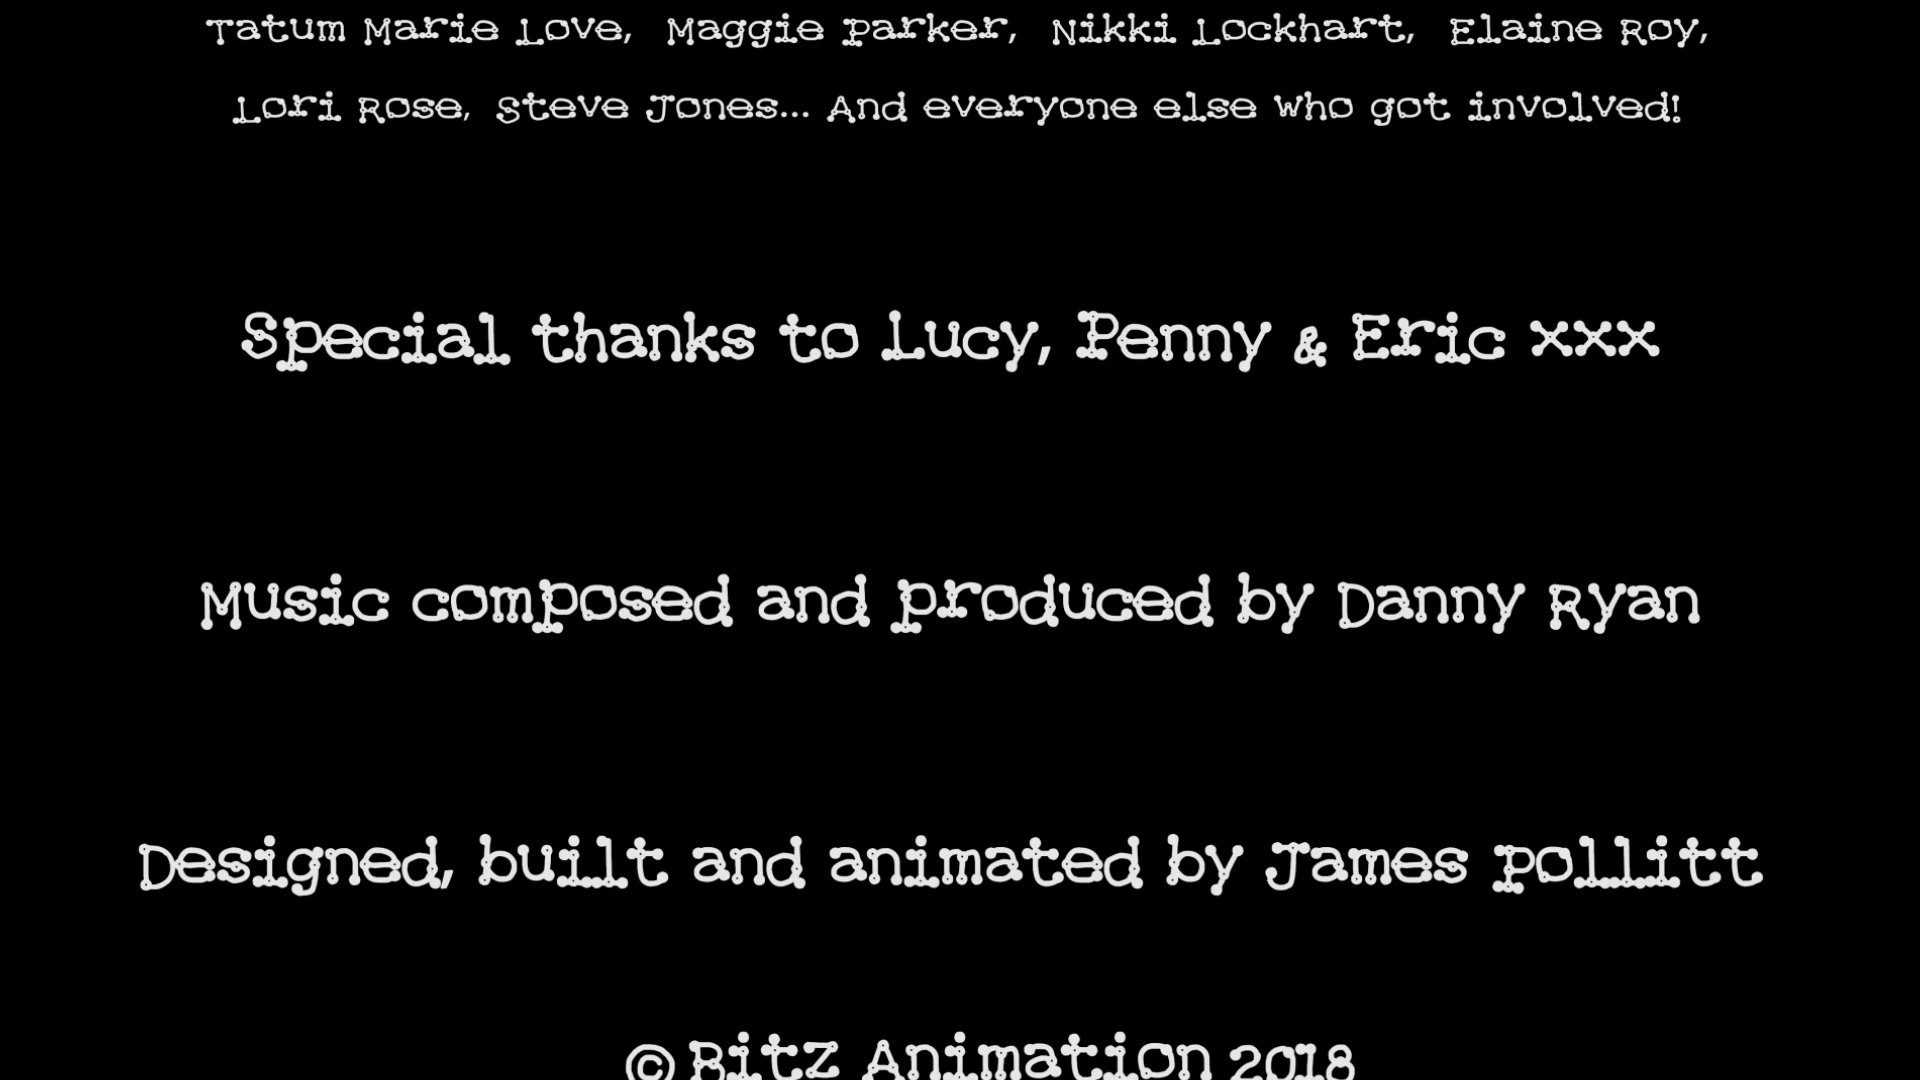 Tatum Marie Love, Maggie Parker, Nikki Lockhart, Elaine Roy,
Lori Rose, Steve Jones... And everyone else who got involved!
Special thanks to Lucy, Penny & Eric xxx
Music composed and produced by Danny Ryan
Designed, built and animated by James Pollitt
© Bitz Animation 2018